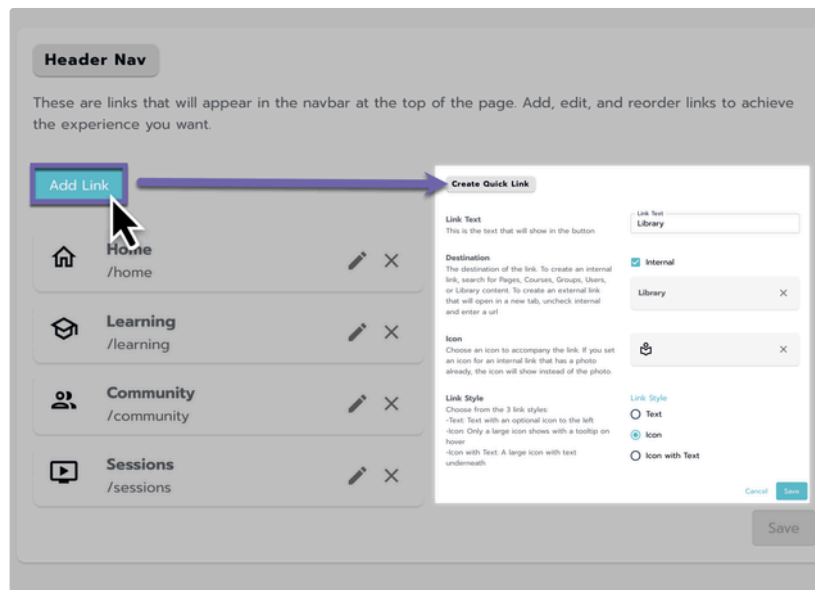 Header Nav
These are links that will appear in the navbar at the top of the page. Add, edit, and reorder links to achieve
the experience you want.
Add Link
Home
/home
Learning
/learning
Community
/community
Sessions
/sessions
Create Quick Link
Link Text
This is the text that will show in the button
Link Text
Library
Destination
The destination of the link. To create an internal
link, search for Pages, Courses, Groups, Users,
or Library content. To create an external link
that will open in a new tab, uncheck internal
and enter a url
Internal
Library
Icon
Choose an icon to accompany the link. If you set
an icon for an internal link that has a photo
already, the icon will show instead of the photo.
Link Style
Choose from the 3 link styles:
-Text: Text with an optional icon to the left
-Icon: Only a large icon shows with a tooltip on
hover
-Icon with Text: A large icon with text
underneath
Link Style
Text
Icon
Icon with Text
Cancel
Save
Save